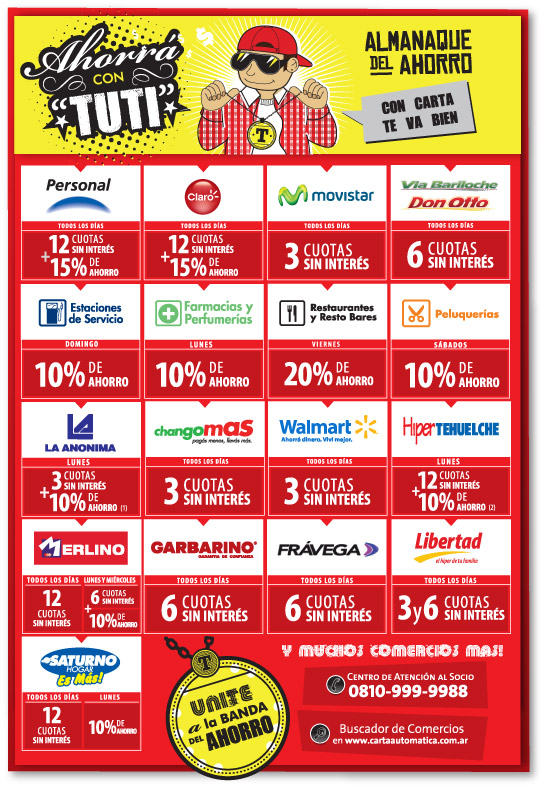 Ahorrá
CON
"TUTI"
T.
ALMANAQUE
DEL AHORRO
CON CARTA
TE VA BIEN
Personal
TODOS LOS DÍAS
12 CUOTAS
SIN INTERÉS
+15% DE
AHORRO
Claro
TODOS LOS DÍAS
12 CUOTAS
SIN INTERÉS
+15% DE
AHORRO
movistar
TODOS LOS DÍAS
3 CUOTAS
SIN INTERÉS
Via Bariloche
Don Otto
TODOS LOS DÍAS
6 CUOTAS
SIN INTERÉS
Estaciones
de Servicio
DOMINGO
10% DE
AHORRO
Farmacias y
Perfumerías
LUNES
10% DE
AHORRO
Restaurantes
y Resto Bares
VIERNES
20% DE
AHORRO
Peluquerías
SÁBADOS
10% DE
AHORRO
LA ANONIMA
LUNES
3 CUOTAS
SIN INTERÉS
+10% DE
AHORRO (1)
changomas
pagás menos, llevás más.
TODOS LOS DÍAS
3 CUOTAS
SIN INTERÉS
Walmart
Ahorrá dinero. Viví mejor.
TODOS LOS DÍAS
3 CUOTAS
SIN INTERÉS
HiperTEHUELCHE
LUNES
12 CUOTAS
SIN INTERÉS
+10% DE
AHORRO (2)
MERLINO
TODOS LOS DÍAS
12
CUOTAS
SIN INTERÉS
LUNES Y MIÉRCOLES
6 CUOTAS
SIN INTERÉS
+10% DE
AHORRO
GARBARINO
GARANTIA DE CONFIANZA
TODOS LOS DÍAS
6 CUOTAS
SIN INTERÉS
FRÁVEGA
TODOS LOS DÍAS
6 CUOTAS
SIN INTERÉS
Libertad
el hiper de tu familia
TODOS LOS DÍAS
3y6 CUOTAS
SIN INTERÉS
SATURNO
HOGAR
Es Más!
TODOS LOS DÍAS
12
CUOTAS
SIN INTERÉS
LUNES
10% DE
AHORRO
T.
UNITE
a la BANDA
DEL AHORRO
Y MUCHOS COMERCIOS MAS!
CENTRO DE ATENCIÓN AL SOCIO
0810-999-9988
Buscador de Comercios
en www.cartaautomatica.com.ar